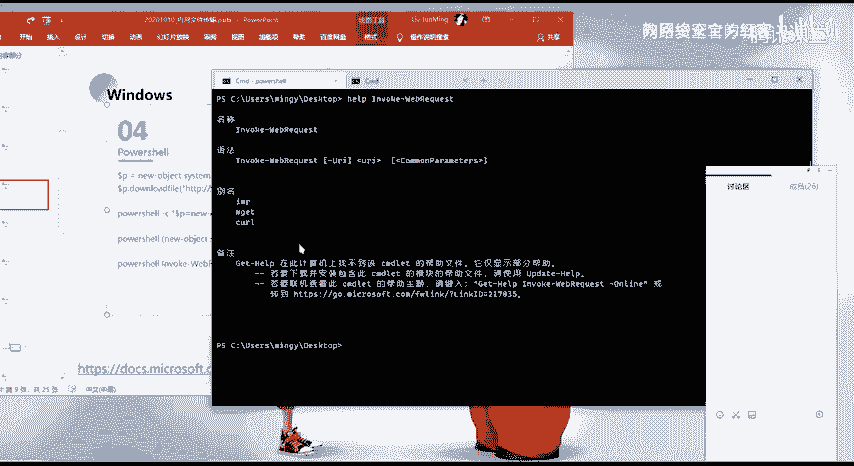 20201010_内网文件传输.pptx - PowerPoint
开始 插入 设计 切换 动画 幻灯片放映 审阅 视图 加载项 帮助 百度网盘 格式 操作说明搜索 共享
Windows
04
Powershell
$p = new-object system
$p.downloadfile("http:/
powershell -c "$p=new-
powershell (new-object
powershell Invoke-WebR
https://docs.microsoft.c
Cmd - powershell
Cmd
PS C:\Users\mingy\Desktop> help Invoke-WebRequest
名称
Invoke-WebRequest
语法
Invoke-WebRequest [-Uri] <uri> [<CommonParameters>]
别名
iwr
wget
curl
备注
Get-Help 在此计算机上找不到该 cmdlet 的帮助文件。它仅显示部分帮助。
-- 若要下载并安装包含此 cmdlet 的模块的帮助文件，请使用 Update-Help。
-- 若要联机查看此 cmdlet 的帮助主题，请键入: "Get-Help Invoke-WebRequest -Online" 或
转到 https://go.microsoft.com/fwlink/?LinkID=217035。
PS C:\Users\mingy\Desktop>
讨论区
成员(26)